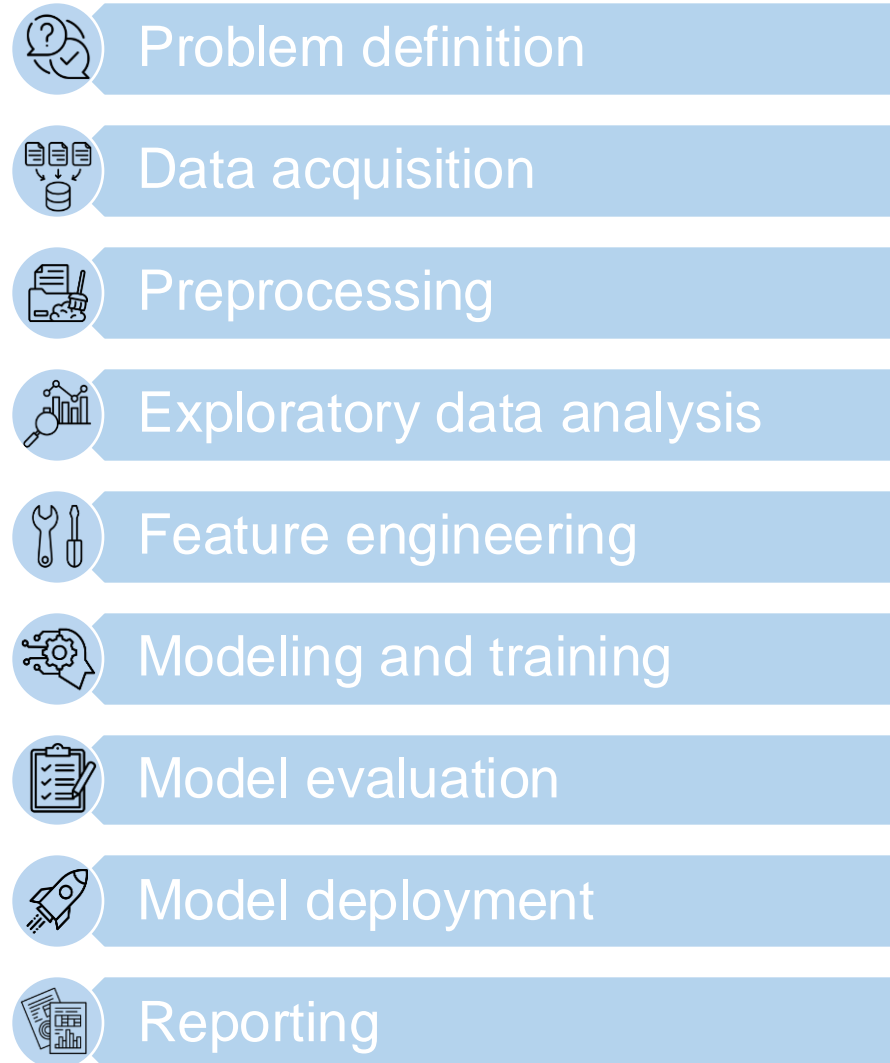 Problem definition
Data acquisition
Preprocessing
Exploratory data analysis
Feature engineering
Modeling and training
Model evaluation
Model deployment
Reporting